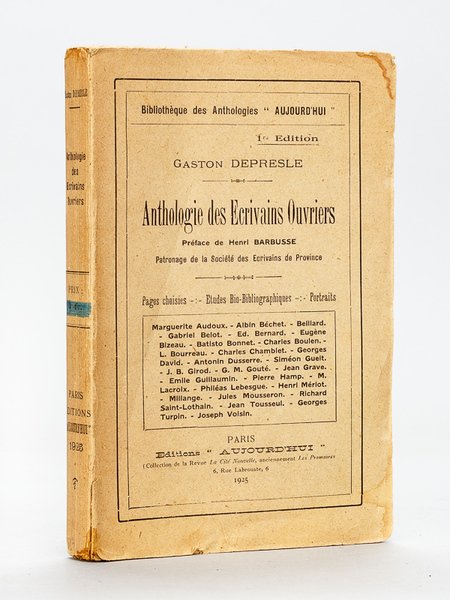 Bibliothèque des Anthologies " AUJOURD'HUI "
1re Edition
GASTON DEPRESLE
Anthologie des Ecrivains Ouvriers
Préface de Henri BARBUSSE
Patronage de la Société des Ecrivains de Province
Pages choisies -:- Etudes Bio-Bibliographiques -:- Portraits
Marguerite Audoux. - Albin Béchet. - Beillard.
- Gabriel Belot. - Ed. Bernard. - Eugène
Bizeau. - Batisto Bonnet. - Charles Boulen. -
L. Bourreau. - Charles Chamblet. - Georges
David. - Antonin Dusserre. - Siméon Gueit.
- J. B. Girod. - G. M. Gouté. - Jean Grave.
- Emile Guillaumin. - Pierre Hamp. - M.
Lacroix. - Philéas Lebesgue. - Henri Mériot.
- Millange. - Jules Mousseron. - Richard
Saint-Lothain. - Jean Tousseul. - Georges
Turpin. - Joseph Voisin.
PARIS
Editions " AUJOURD'HUI "
(Collection de la Revue La Cité Nouvelle, anciennement Les Primaires
6, Rue Labrouste, 6
1925
DEPRESLE
Anthologie
des
Ecrivains
Ouvriers
PRIX :
PARIS
EDITIONS
"AUJOURD'HUI"
1925